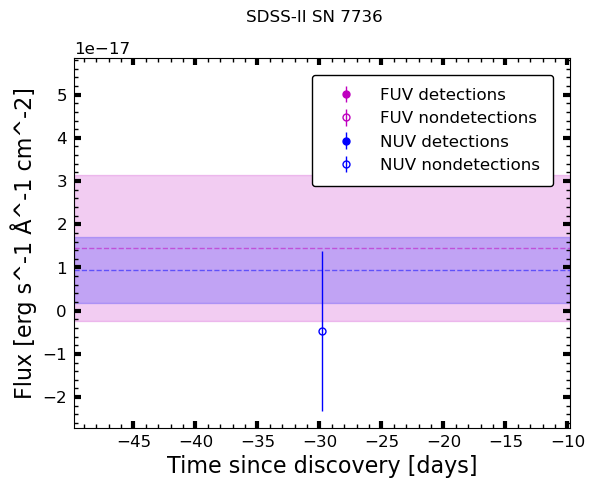 SDSS-II SN 7736
1e−17
FUV detections
FUV nondetections
NUV detections
NUV nondetections
5
4
3
2
1
0
−1
−2
Flux [erg s^-1 Å^-1 cm^-2]
−45 −40 −35 −30 −25 −20 −15 −10
Time since discovery [days]